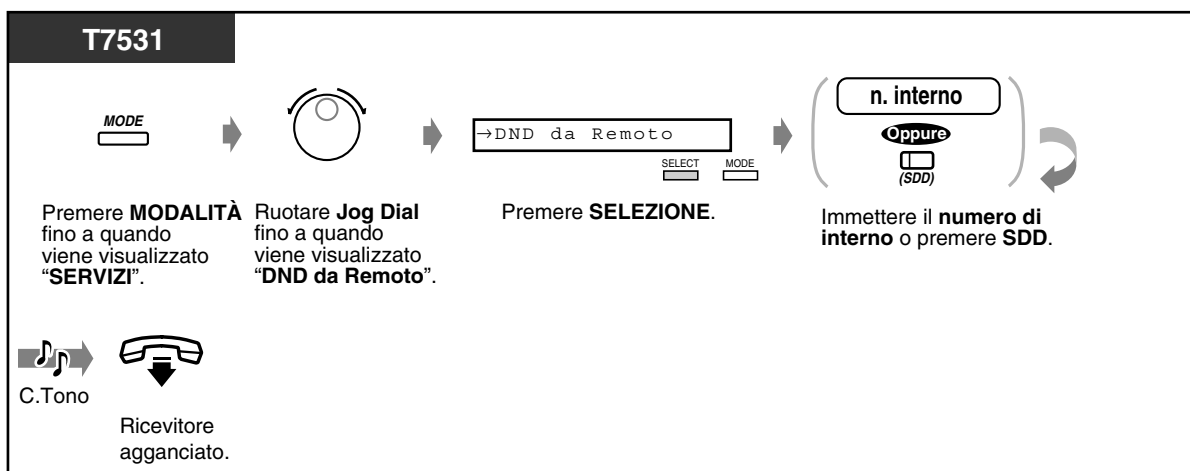 T7531
MODE
→DND da Remoto
SELECT MODE
n. interno
Oppure
(SDD)
Premere MODALITÀ
fino a quando
viene visualizzato
“SERVIZI”.
Ruotare Jog Dial
fino a quando
viene visualizzato
“DND da Remoto”.
Premere SELEZIONE.
Immettere il numero di
interno o premere SDD.
C.Tono
Ricevitore
agganciato.